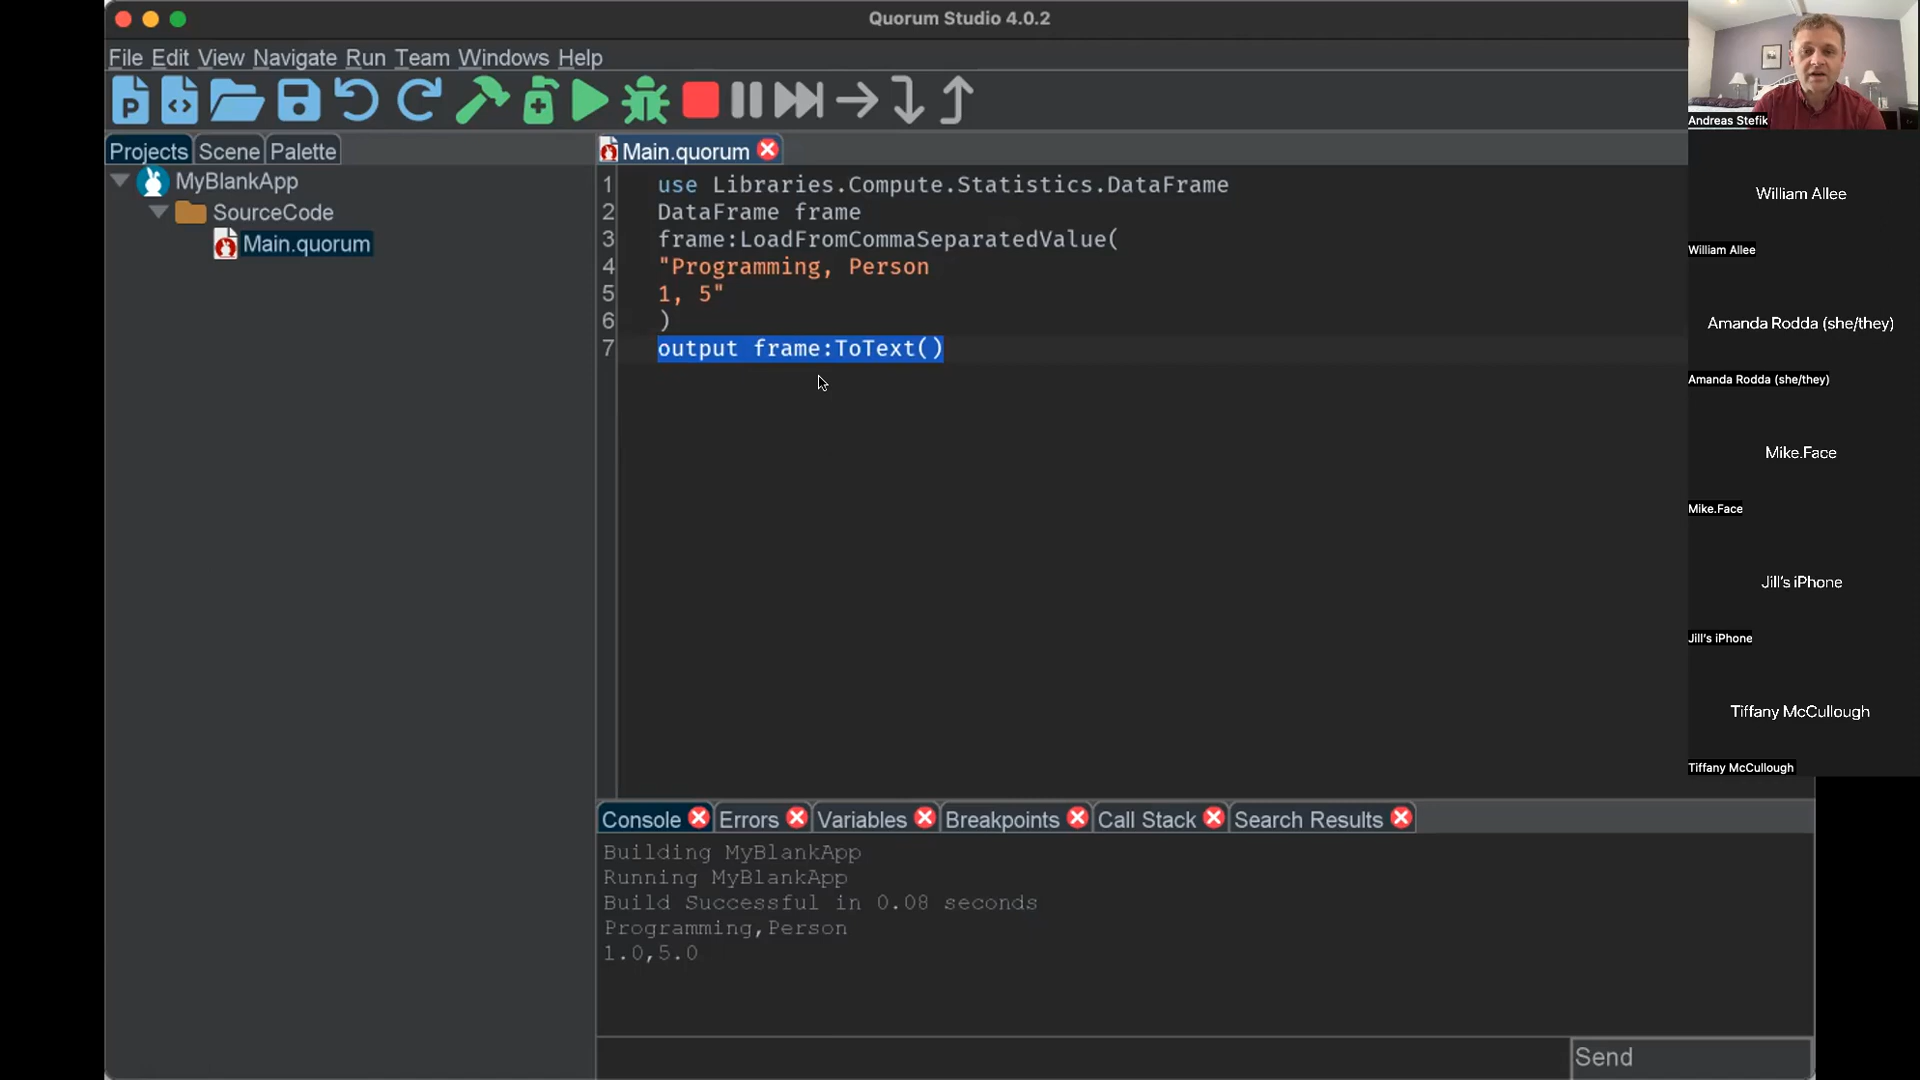 Quorum Studio 4.0.2
File Edit View Navigate Run Team Windows Help
P
Projects Scene Palette
MyBlankApp
SourceCode
Main.quorum
Main.quorum
1 use Libraries.Compute.Statistics.DataFrame
2 DataFrame frame
3 frame:LoadFromCommaSeparatedValue(
4 "Programming, Person
5 1, 5"
6 )
7 output frame:ToText()
Console Errors Variables Breakpoints Call Stack Search Results
Building MyBlankApp
Running MyBlankApp
Build Successful in 0.08 seconds
Programming,Person
1.0,5.0
Send
Andreas Stefik
William Allee
William Allee
Amanda Rodda (she/they)
Amanda Rodda (she/they)
Mike.Face
Mike.Face
Jill's iPhone
Jill's iPhone
Tiffany McCullough
Tiffany McCullough